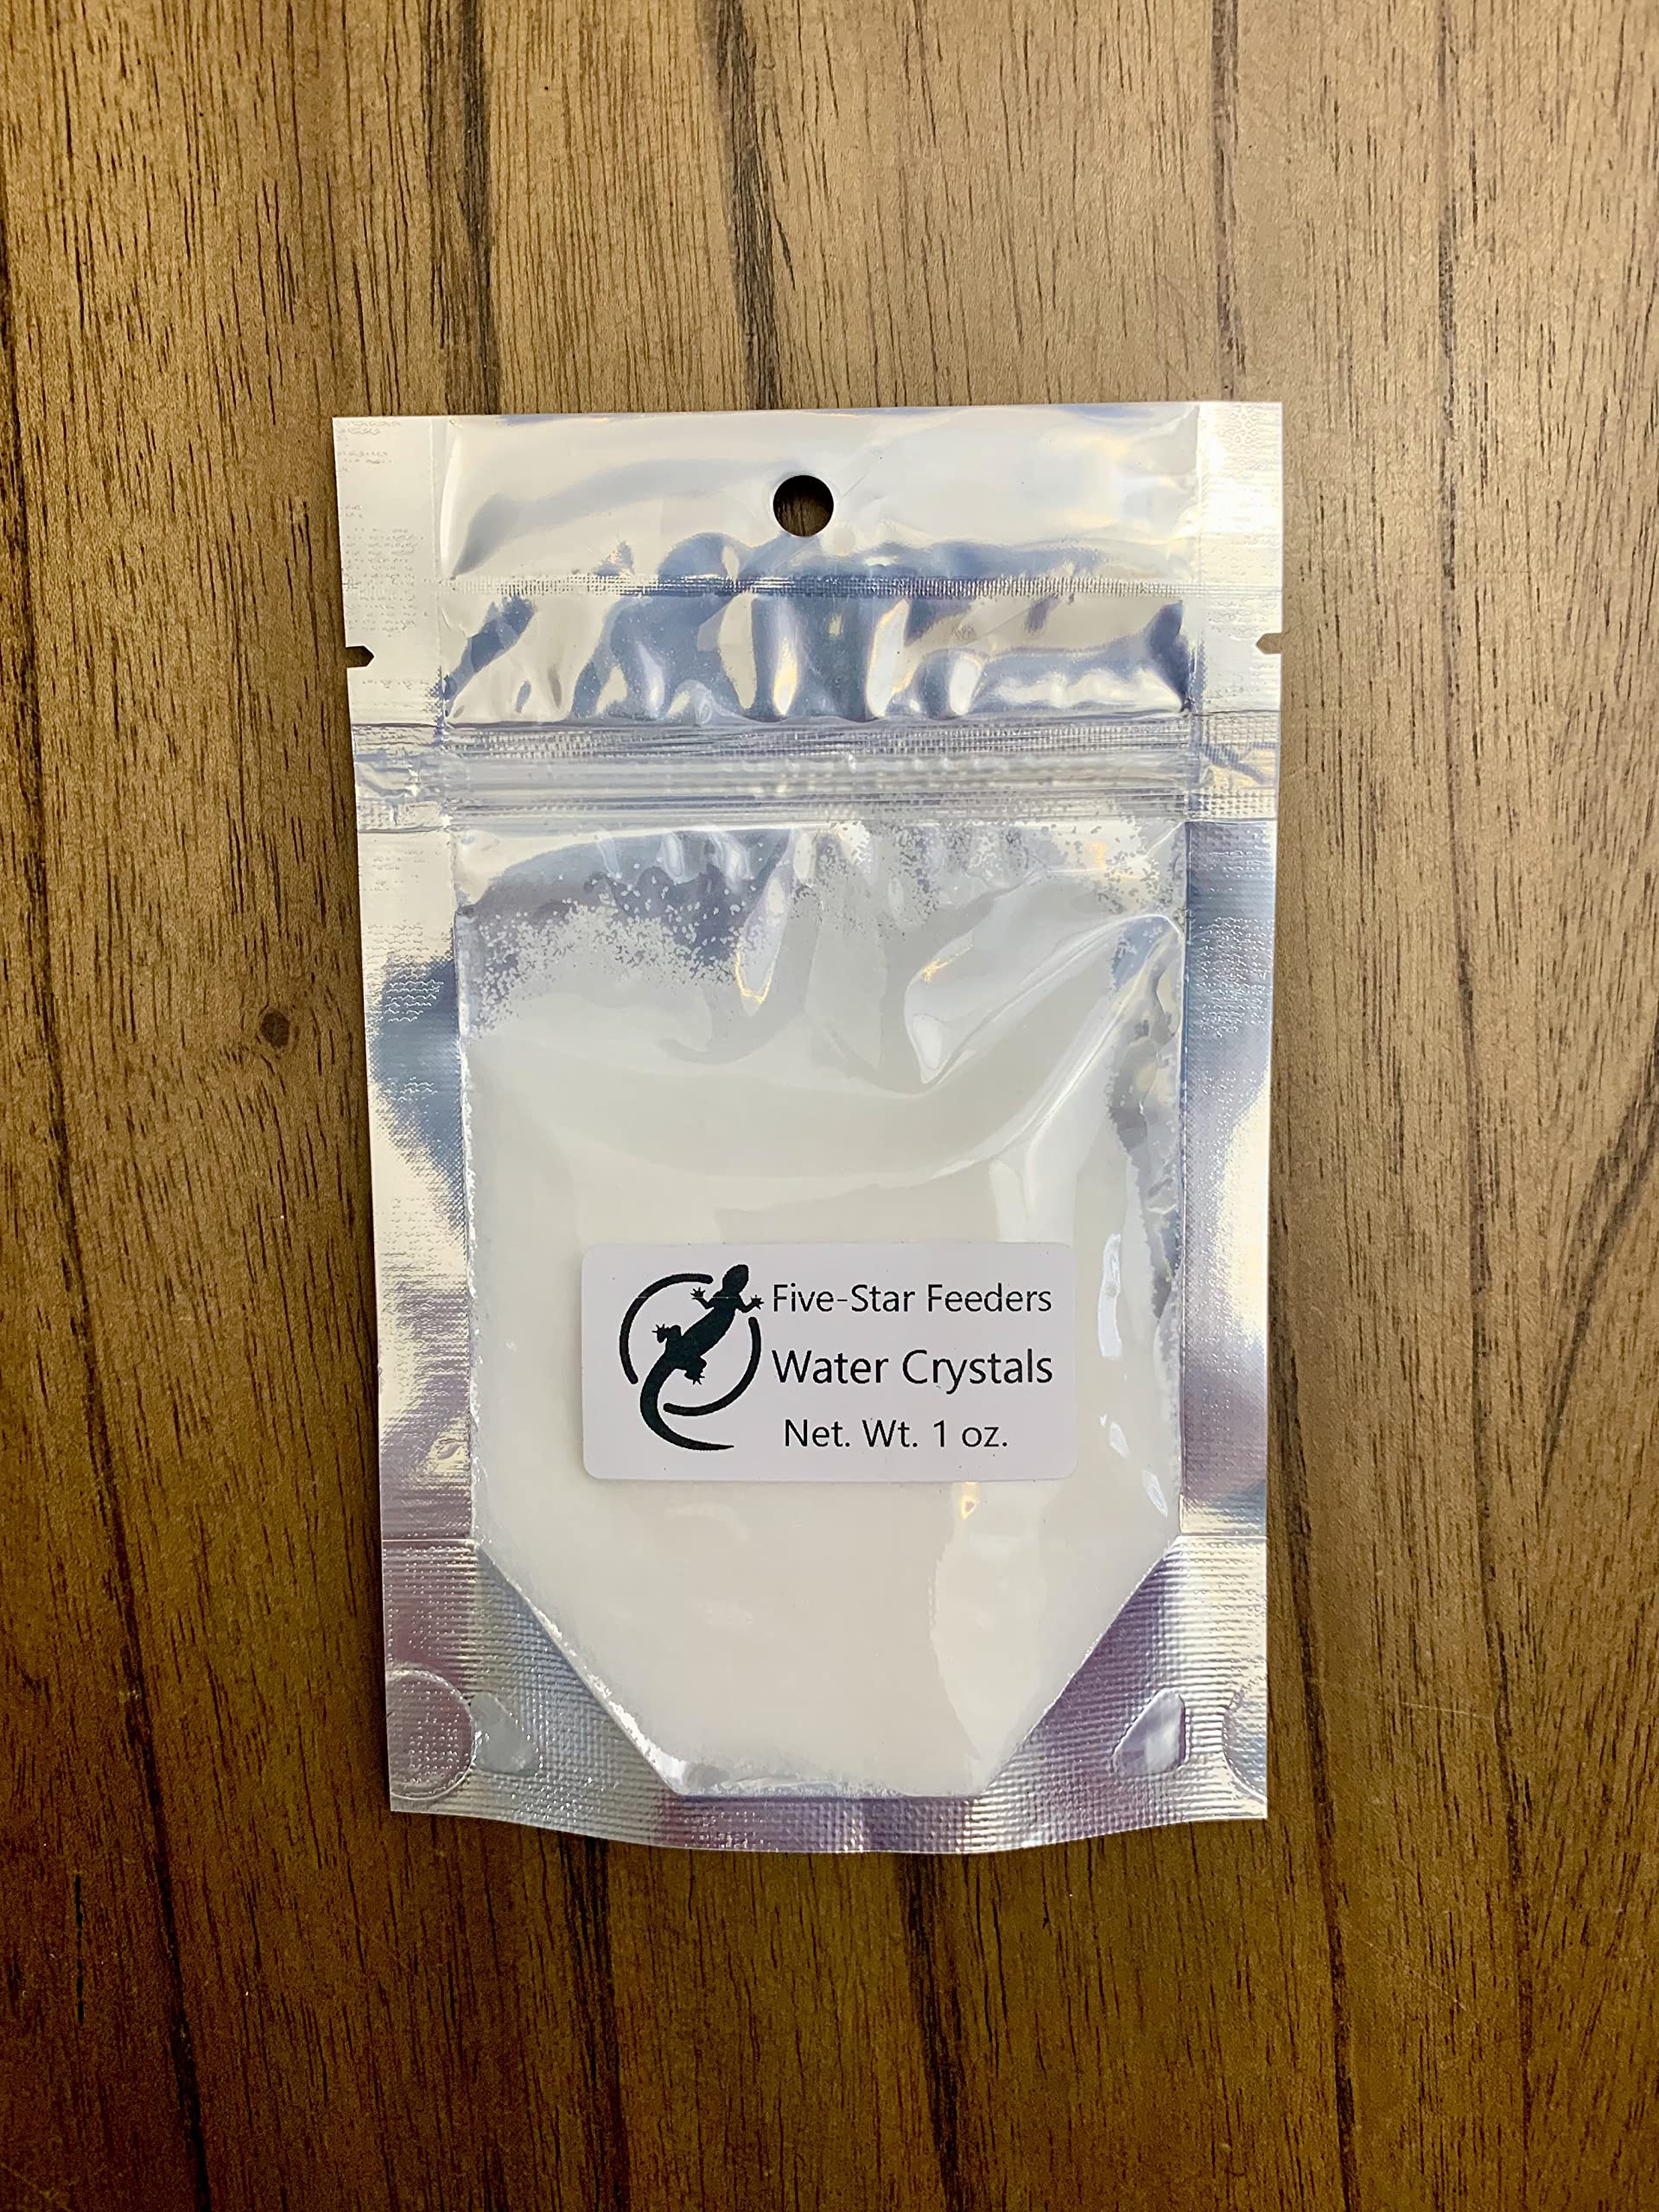 Five-Star Feeders
Water Crystals
Net. Wt. 1 oz.